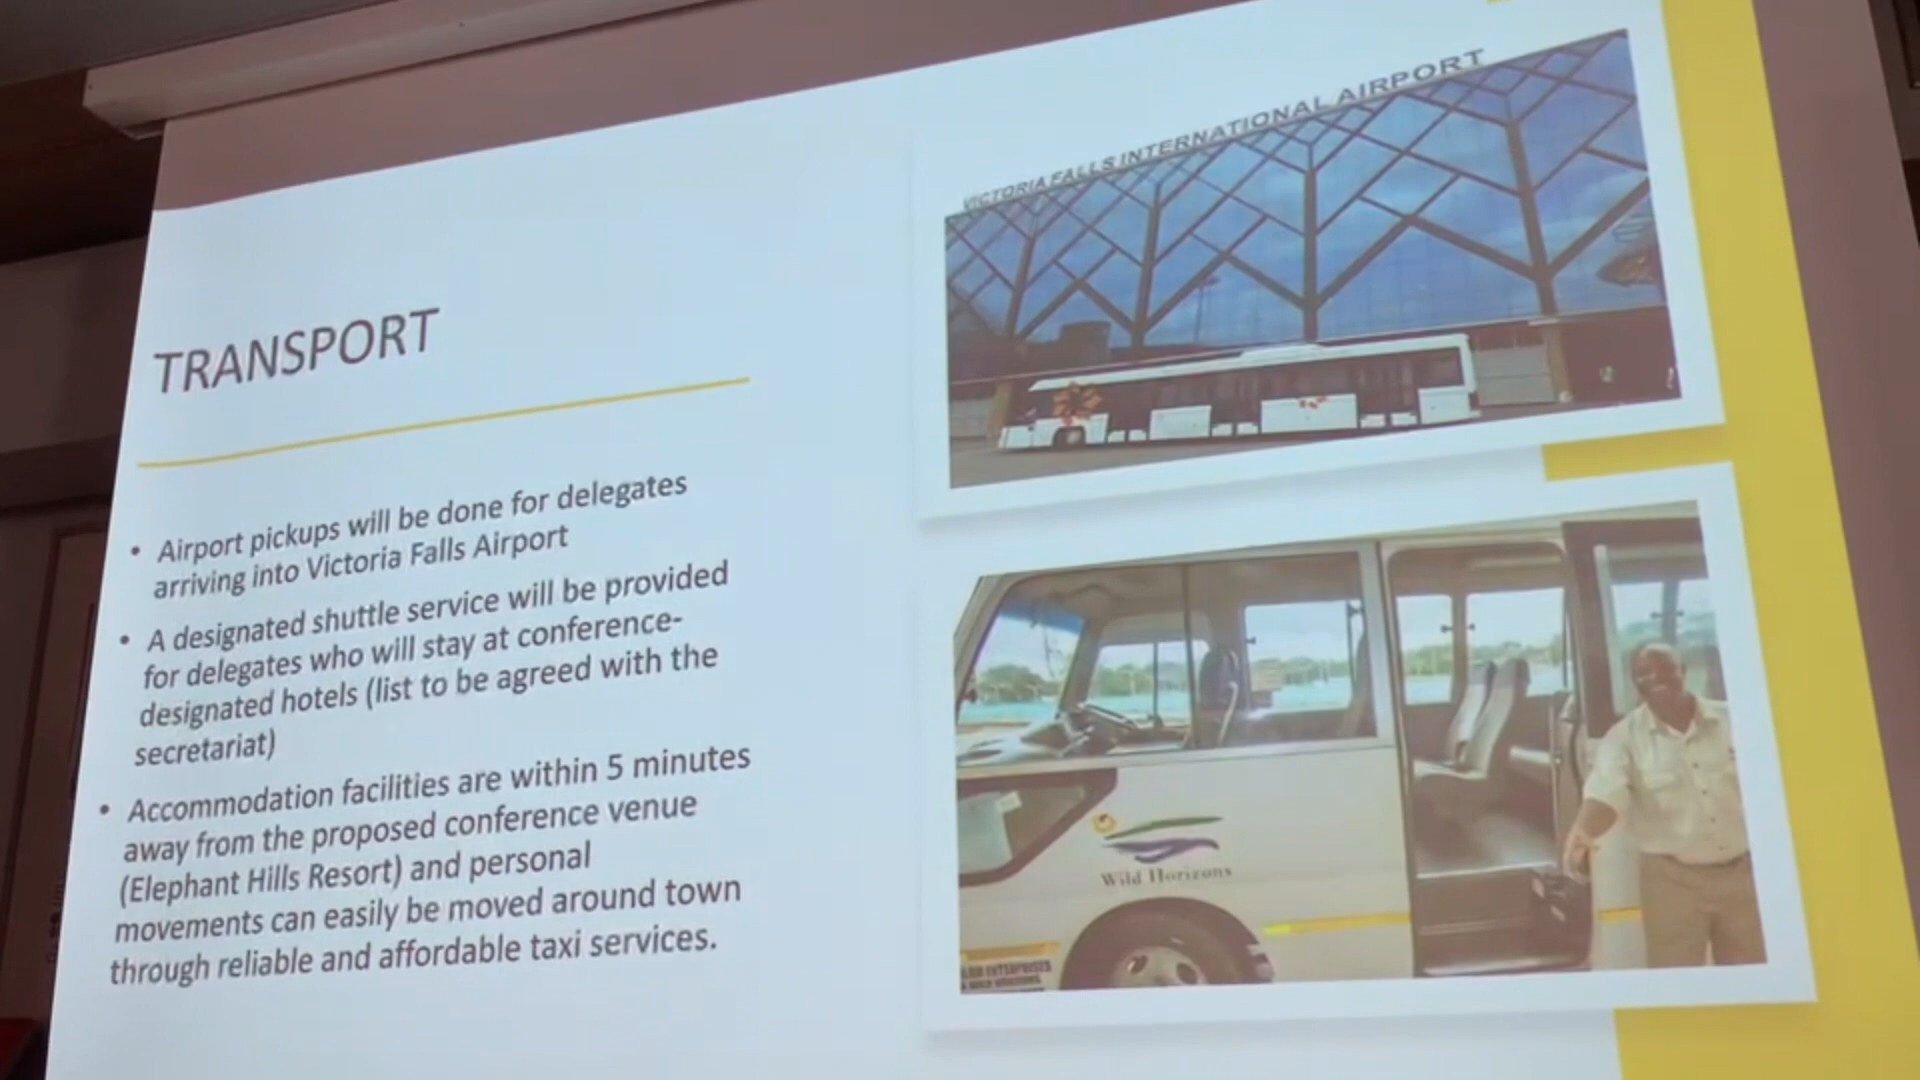 VICTORIA FALLS INTERNATIONAL AIRPORT
TRANSPORT
• Airport pickups will be done for delegates
arriving into Victoria Falls Airport
• A designated shuttle service will be provided
for delegates who will stay at conference-
designated hotels (list to be agreed with the
secretariat)
• Accommodation facilities are within 5 minutes
away from the proposed conference venue
(Elephant Hills Resort) and personal
movements can easily be moved around town
through reliable and affordable taxi services.
Wild Horizons